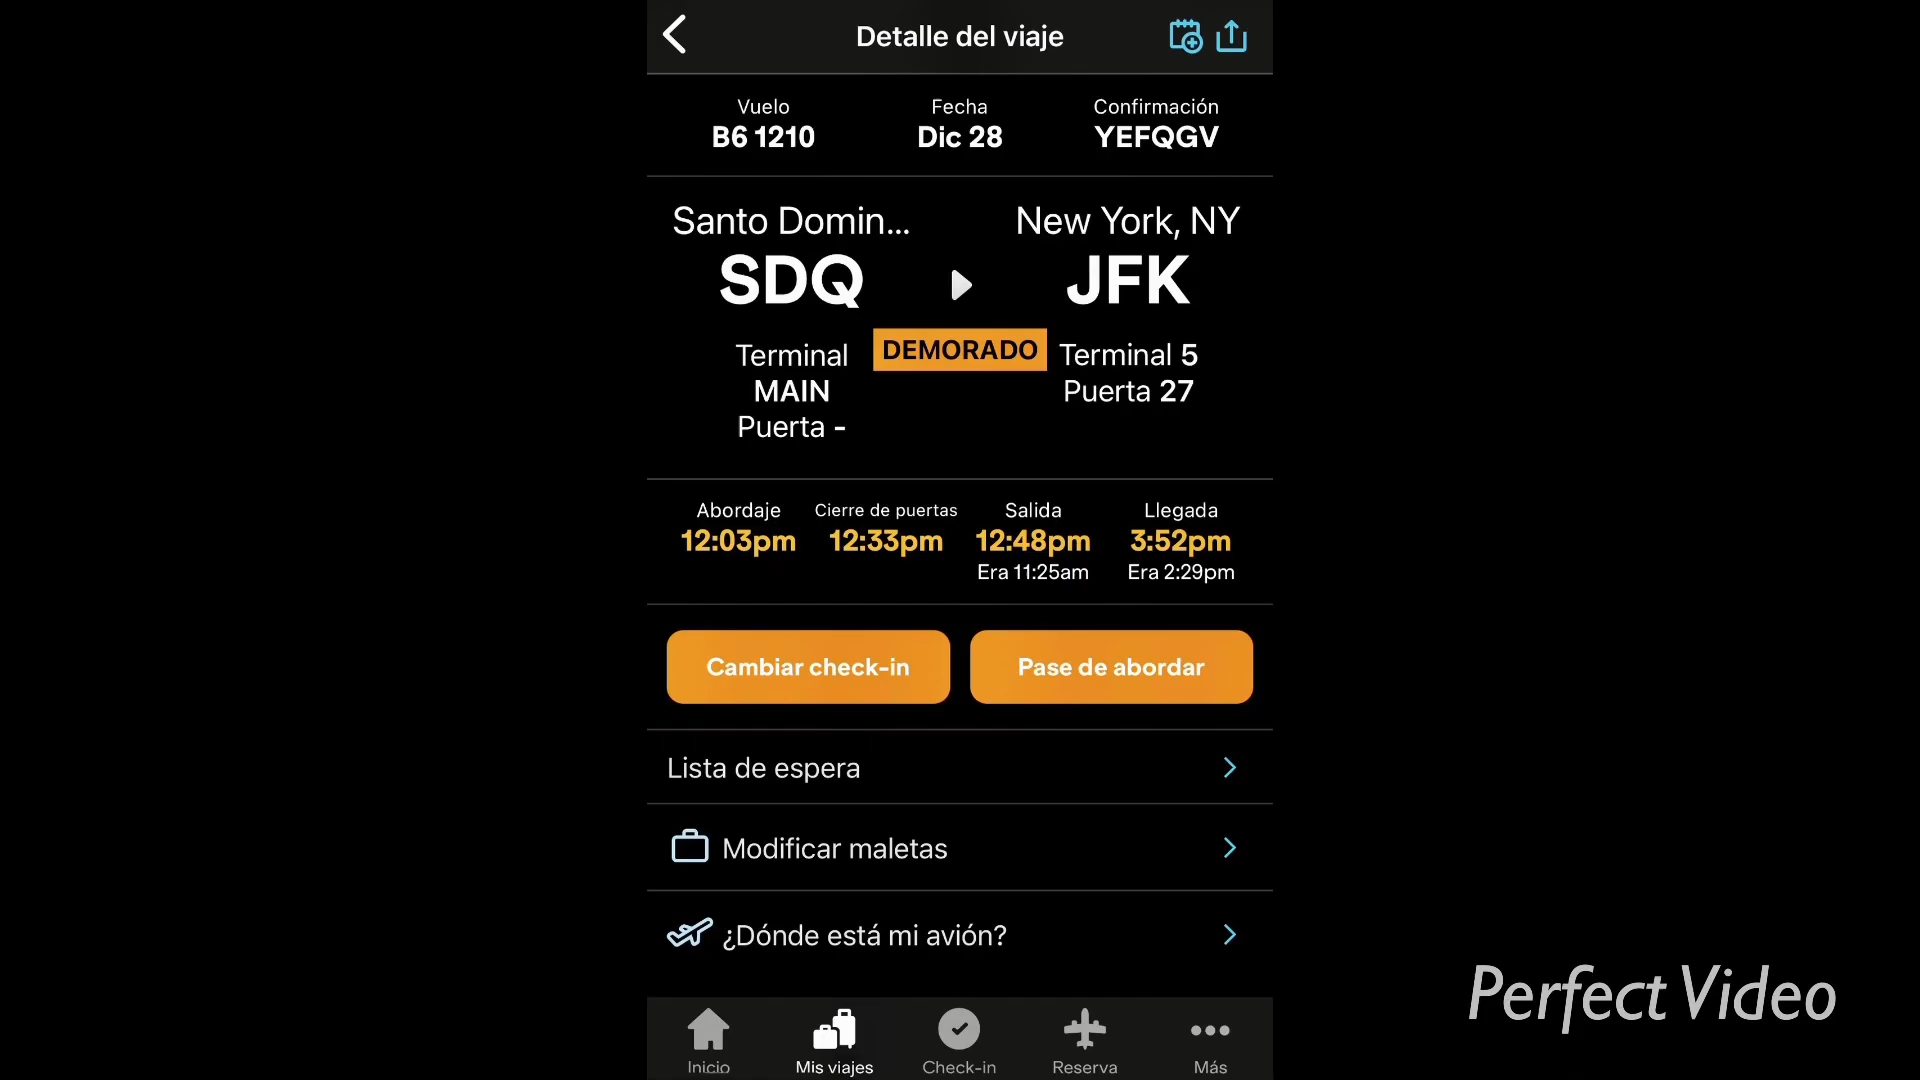 Detalle del viaje
Vuelo Fecha Confirmación
B6 1210 Dic 28 YEFQGV
Santo Domin... New York, NY
SDQ JFK
DEMORADO
Terminal Terminal 5
MAIN Puerta 27
Puerta -
Abordaje Cierre de puertas Salida Llegada
12:03pm 12:33pm 12:48pm 3:52pm
Era 11:25am Era 2:29pm
Cambiar check-in Pase de abordar
Lista de espera
Modificar maletas
¿Dónde está mi avión?
Inicio Mis viajes Check-in Reserva Más
Perfect Video